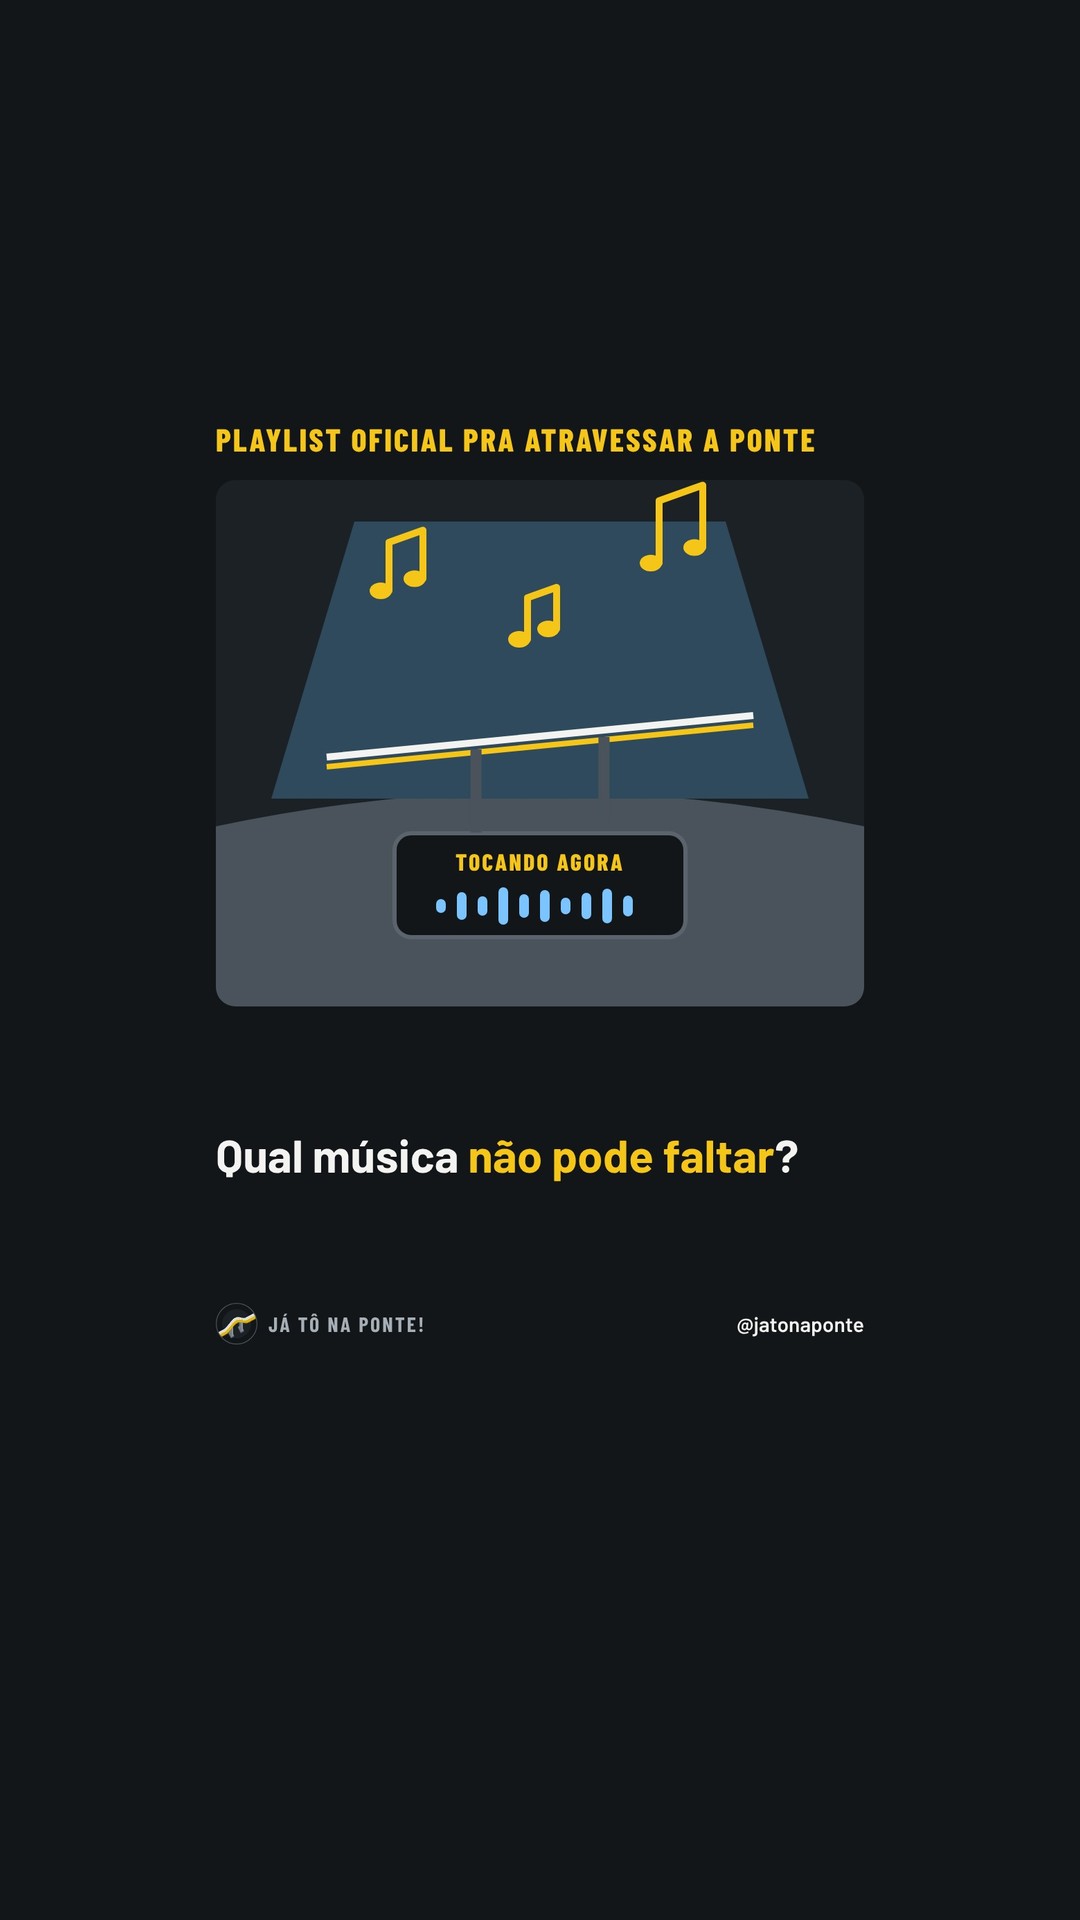 PLAYLIST OFICIAL PRA ATRAVESSAR A PONTE
TOCANDO AGORA
Qual música não pode faltar?
JÁ TÔ NA PONTE!
@jatonaponte